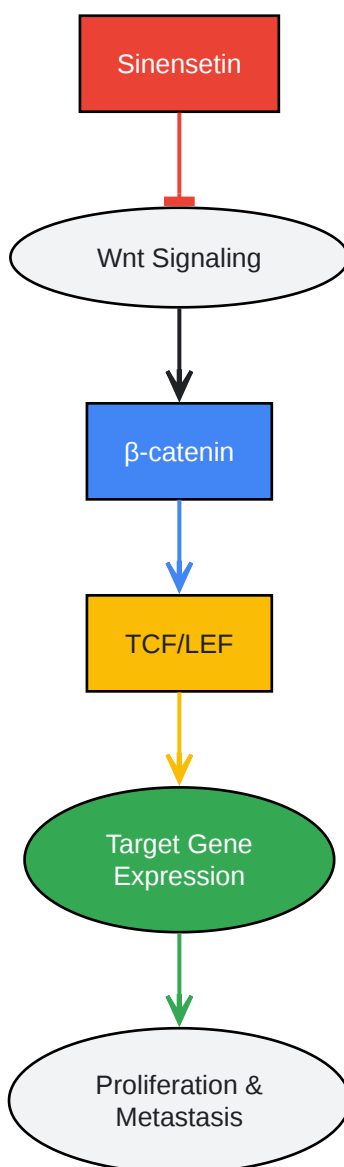 Sinensetin
Wnt Signaling
β-catenin
TCF/LEF
Target Gene
Expression
Proliferation &
Metastasis